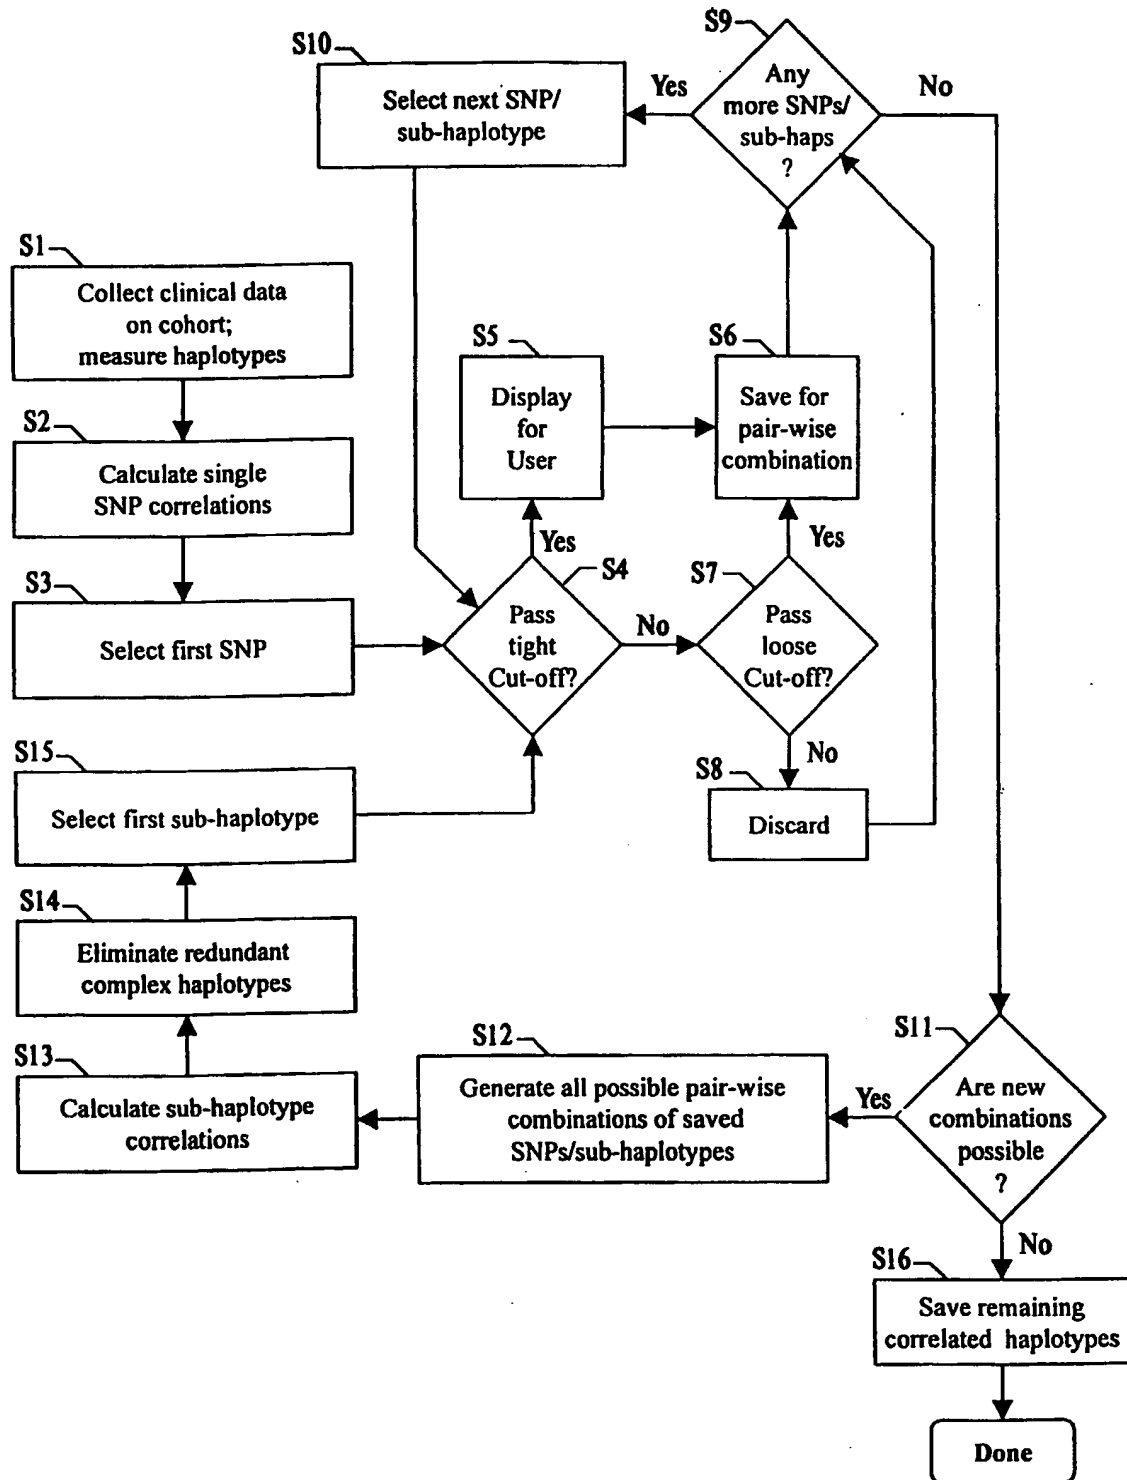 S9
S10
Any
more SNPs/
sub-haps
?
Yes
No
Select next SNP/
sub-haplotype
S1
Collect clinical data
on cohort;
measure haplotypes
S5
Display
for
User
S6
Save for
pair-wise
combination
S2
Calculate single
SNP correlations
Yes
Yes
S3
Select first SNP
S4
Pass
tight
Cut-off?
No
S7
Pass
loose
Cut-off?
No
S15
Select first sub-haplotype
S8
Discard
S14
Eliminate redundant
complex haplotypes
S13
Calculate sub-haplotype
correlations
S12
Generate all possible pair-wise
combinations of saved
SNPs/sub-haplotypes
Yes
S11
Are new
combinations
possible
?
No
S16
Save remaining
correlated haplotypes
Done